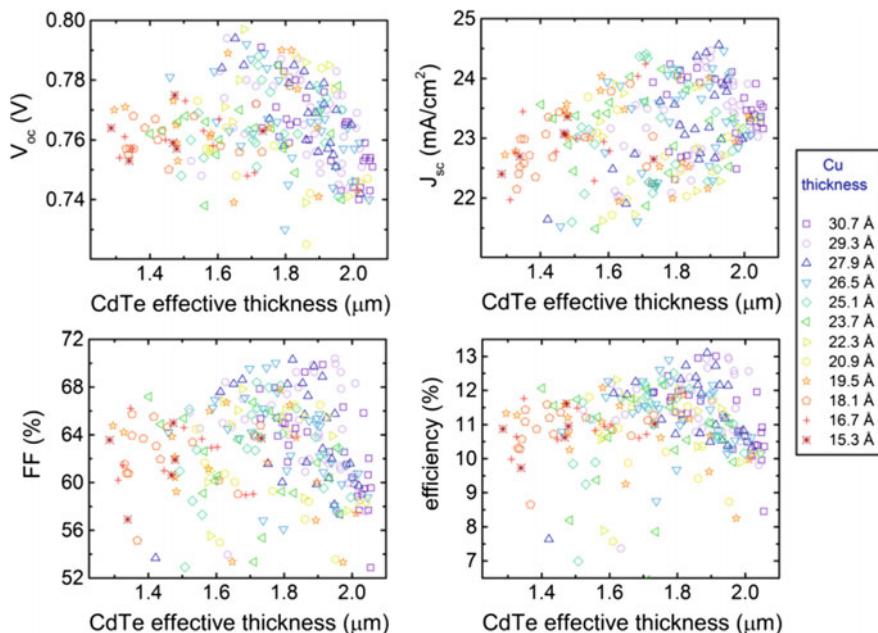 0.80
0.78
0.76
0.74
V_oc (V)
1.4 1.6 1.8 2.0
CdTe effective thickness (μm)
25
24
23
22
21
J_sc (mA/cm²)
1.4 1.6 1.8 2.0
CdTe effective thickness (μm)
72
68
64
60
56
52
FF (%)
1.4 1.6 1.8 2.0
CdTe effective thickness (μm)
13
12
11
10
9
8
7
efficiency (%)
1.4 1.6 1.8 2.0
CdTe effective thickness (μm)
Cu
thickness
30.7 Å
29.3 Å
27.9 Å
26.5 Å
25.1 Å
23.7 Å
22.3 Å
20.9 Å
19.5 Å
18.1 Å
16.7 Å
15.3 Å